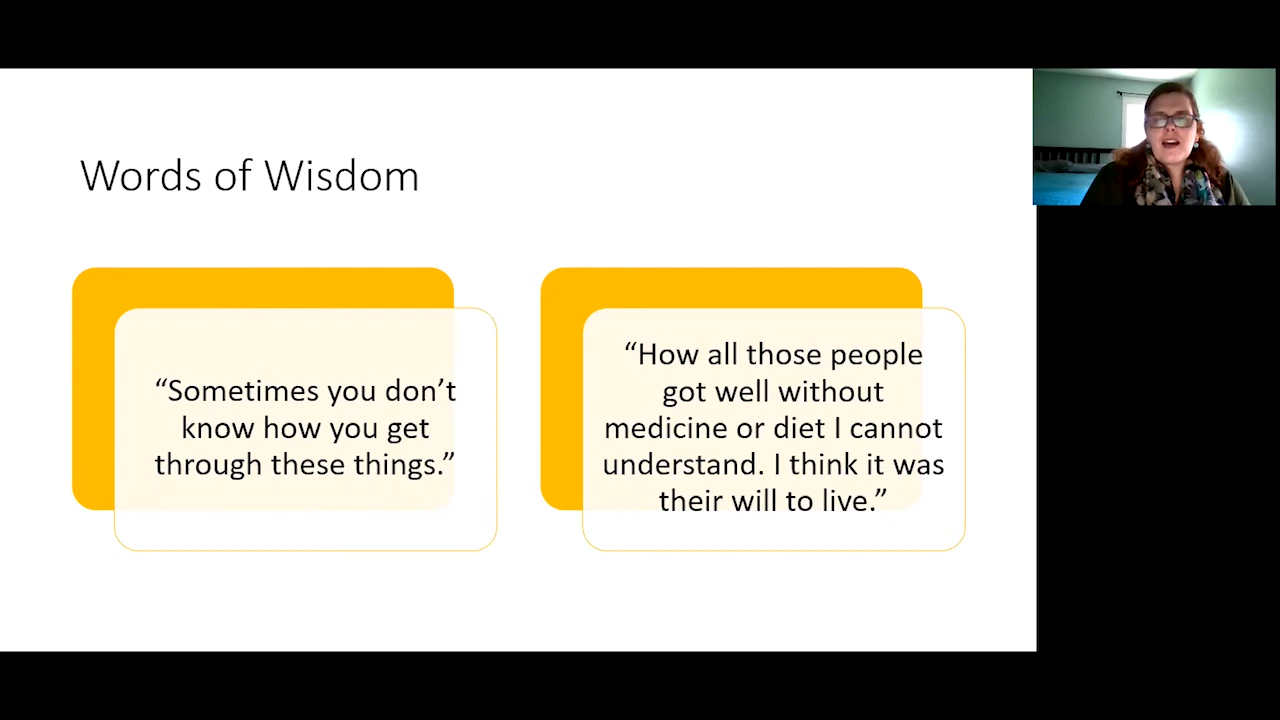 Words of Wisdom
“Sometimes you don’t
know how you get
through these things.”
“How all those people
got well without
medicine or diet I cannot
understand. I think it was
their will to live.”